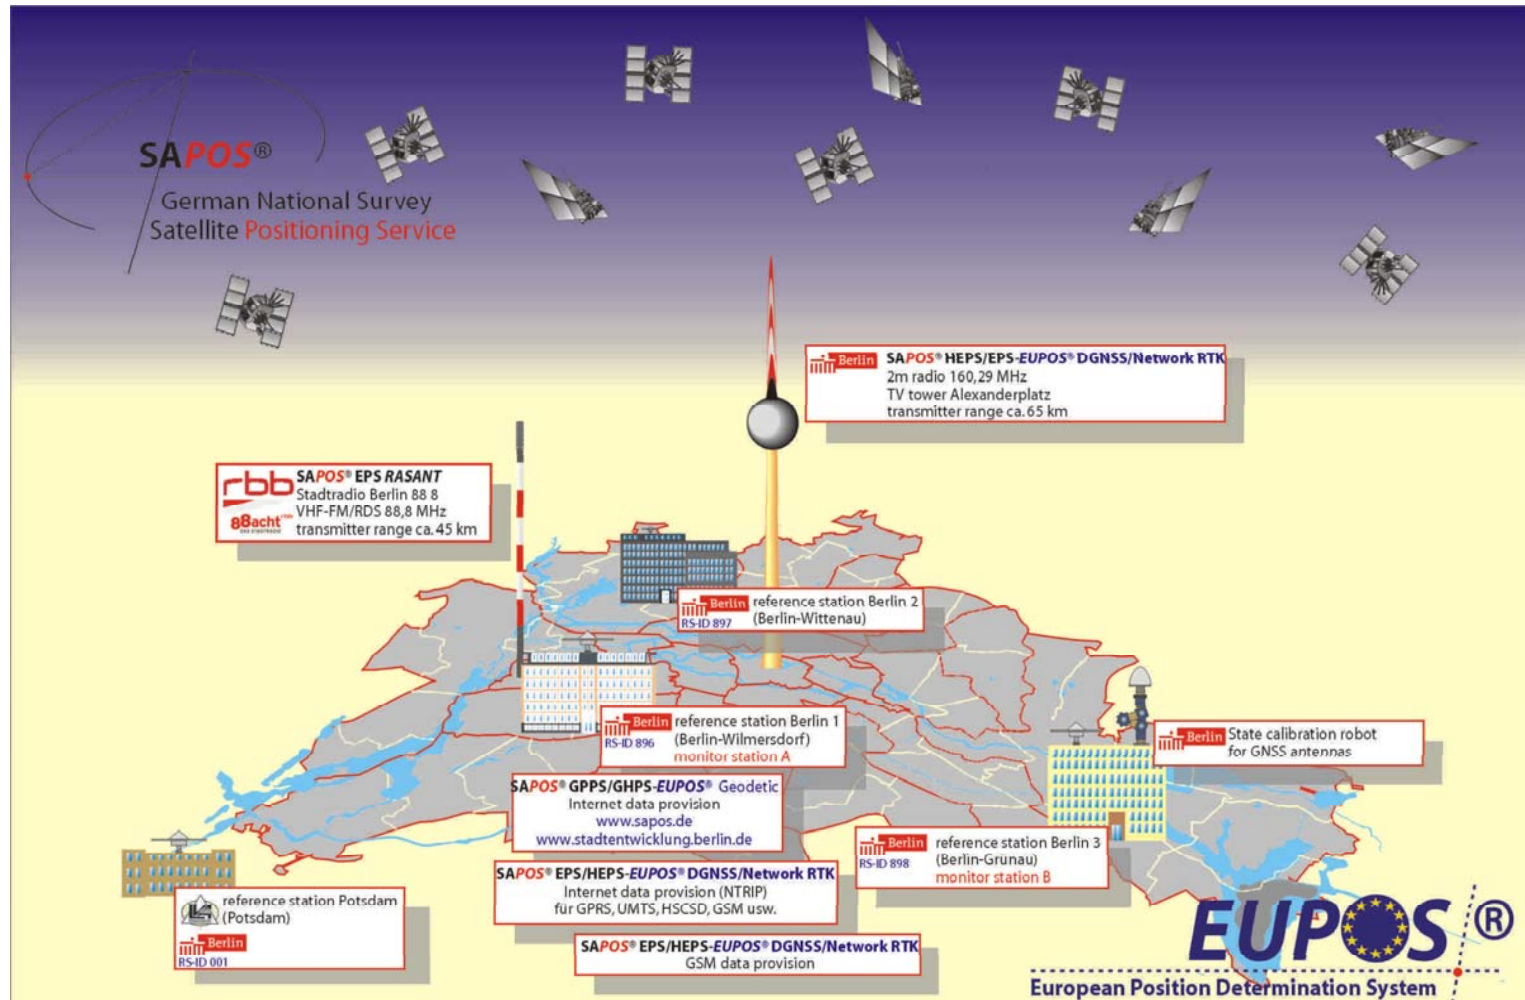 SAPOS®
German National Survey
Satellite Positioning Service
Berlin
SAPOS® HEPS/EPS-EUPOS® DGNSS/Network RTK
2m radio 160,29 MHz
TV tower Alexanderplatz
transmitter range ca. 65 km
rbb
88acht
SAPOS® EPS RASANT
Stadtradio Berlin 88 8
VHF-FM/RDS 88,8 MHz
transmitter range ca. 45 km
Berlin
RS-ID 897
reference station Berlin 2
(Berlin-Wittenau)
Berlin
RS-ID 896
reference station Berlin 1
(Berlin-Wilmersdorf)
monitor station A
Berlin
State calibration robot
for GNSS antennas
SAPOS® GPPS/GHPS-EUPOS® Geodetic
Internet data provision
www.sapos.de
www.stadtentwicklung.berlin.de
Berlin
RS-ID 898
reference station Berlin 3
(Berlin-Grünau)
monitor station B
SAPOS® EPS/HEPS-EUPOS® DGNSS/Network RTK
Internet data provision (NTRIP)
für GPRS, UMTS, HSCSD, GSM usw.
reference station Potsdam
(Potsdam)
Berlin
RS-ID 001
SAPOS® EPS/HEPS-EUPOS® DGNSS/Network RTK
GSM data provision
EUPOS®
European Position Determination System